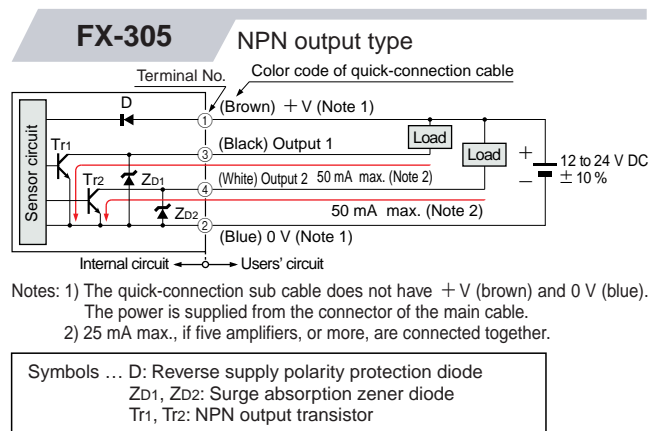 FX-305
NPN output type
Terminal No.
Color code of quick-connection cable
D
1
(Brown) +V (Note 1)
Sensor circuit
Tr1
3
(Black) Output 1
Load
Load
+
12 to 24 V DC
Tr2
ZD1
4
(White) Output 2 50 mA max. (Note 2)
−
± 10 %
ZD2
50 mA max. (Note 2)
2
(Blue) 0 V (Note 1)
Internal circuit
Users' circuit
Notes: 1) The quick-connection sub cable does not have +V (brown) and 0 V (blue).
The power is supplied from the connector of the main cable.
2) 25 mA max., if five amplifiers, or more, are connected together.
Symbols … D: Reverse supply polarity protection diode
ZD1, ZD2: Surge absorption zener diode
Tr1, Tr2: NPN output transistor